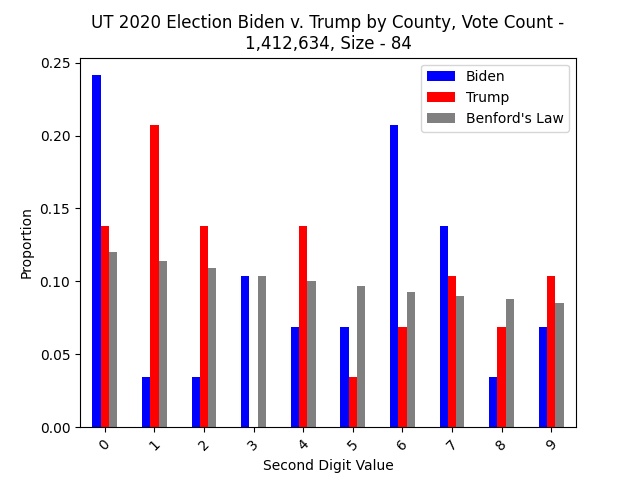 UT 2020 Election Biden v. Trump by County, Vote Count -
1,412,634, Size - 84
Biden
Trump
Benford's Law
0.25
0.20
0.15
0.10
0.05
0.00
Proportion
0 1 2 3 4 5 6 7 8 9
Second Digit Value